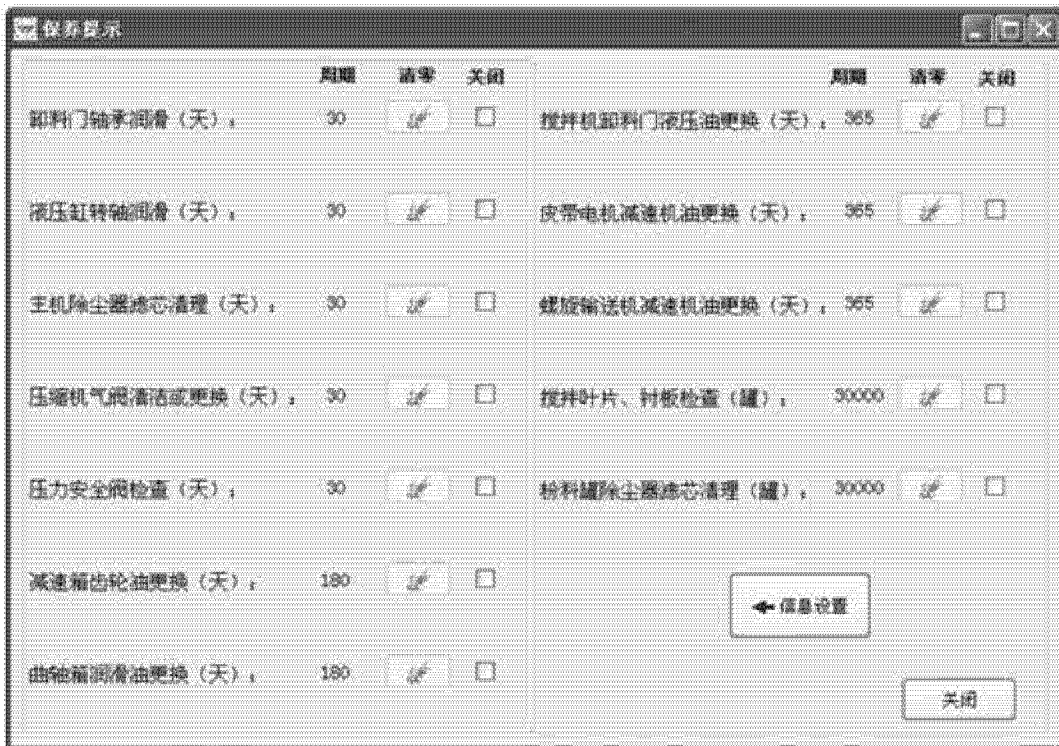 保养提示
周期 清零 关闭
卸料门轴承润滑（天）： 30
液压缸转轴润滑（天）： 30
主机除尘器滤芯清理（天）： 30
压缩机气阀清洁或更换（天）： 30
压力安全阀检查（天）： 30
减速箱齿轮油更换（天）： 180
曲轴箱润滑油更换（天）： 180
周期 清零 关闭
搅拌机卸料门液压油更换（天）： 365
皮带电机减速机油更换（天）： 365
螺旋输送机减速机油更换（天）： 365
搅拌叶片、衬板检查（罐）： 30000
粉料罐除尘器滤芯清理（罐）： 30000
信息设置
关闭